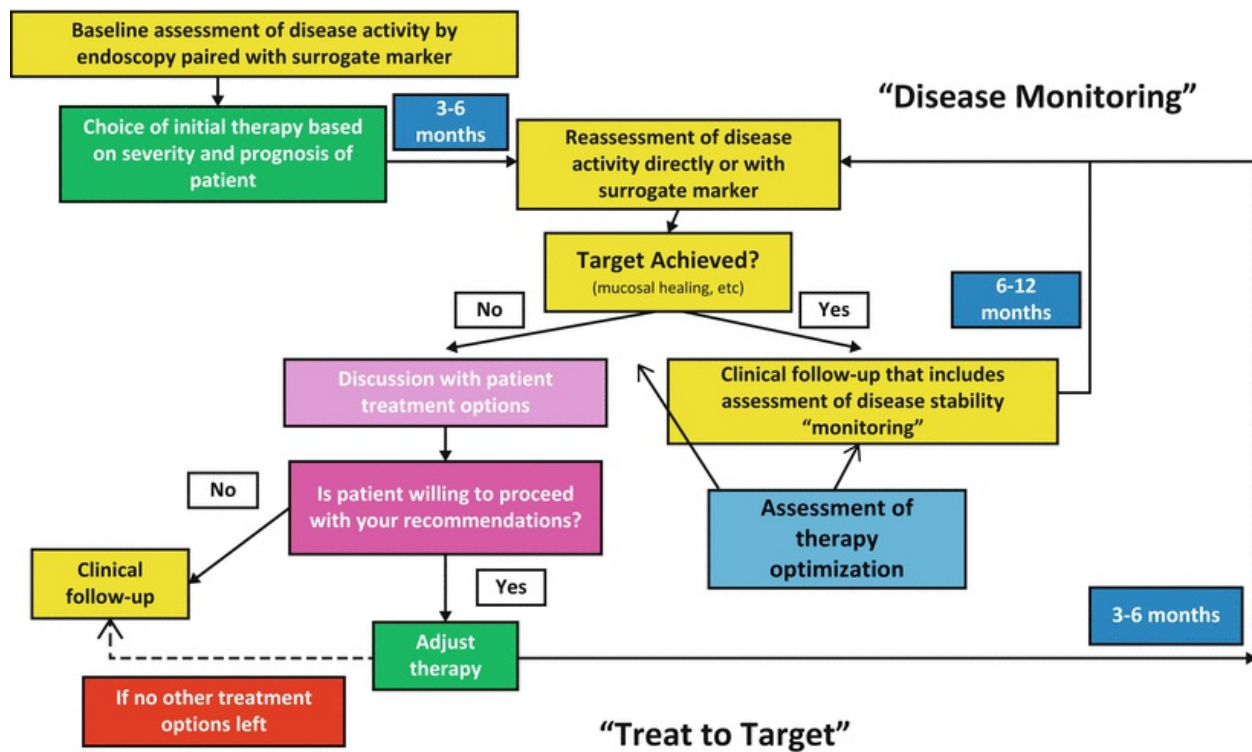 Baseline assessment of disease activity by
endoscopy paired with surrogate marker
“Disease Monitoring”
3-6
months
Choice of initial therapy based
on severity and prognosis of
patient
Reassessment of disease
activity directly or with
surrogate marker
Target Achieved?
(mucosal healing, etc)
6-12
months
No
Yes
Discussion with patient
treatment options
Clinical follow-up that includes
assessment of disease stability
“monitoring”
No
Is patient willing to proceed
with your recommendations?
Assessment of
therapy
optimization
Clinical
follow-up
Yes
3-6 months
Adjust
therapy
If no other treatment
options left
“Treat to Target”